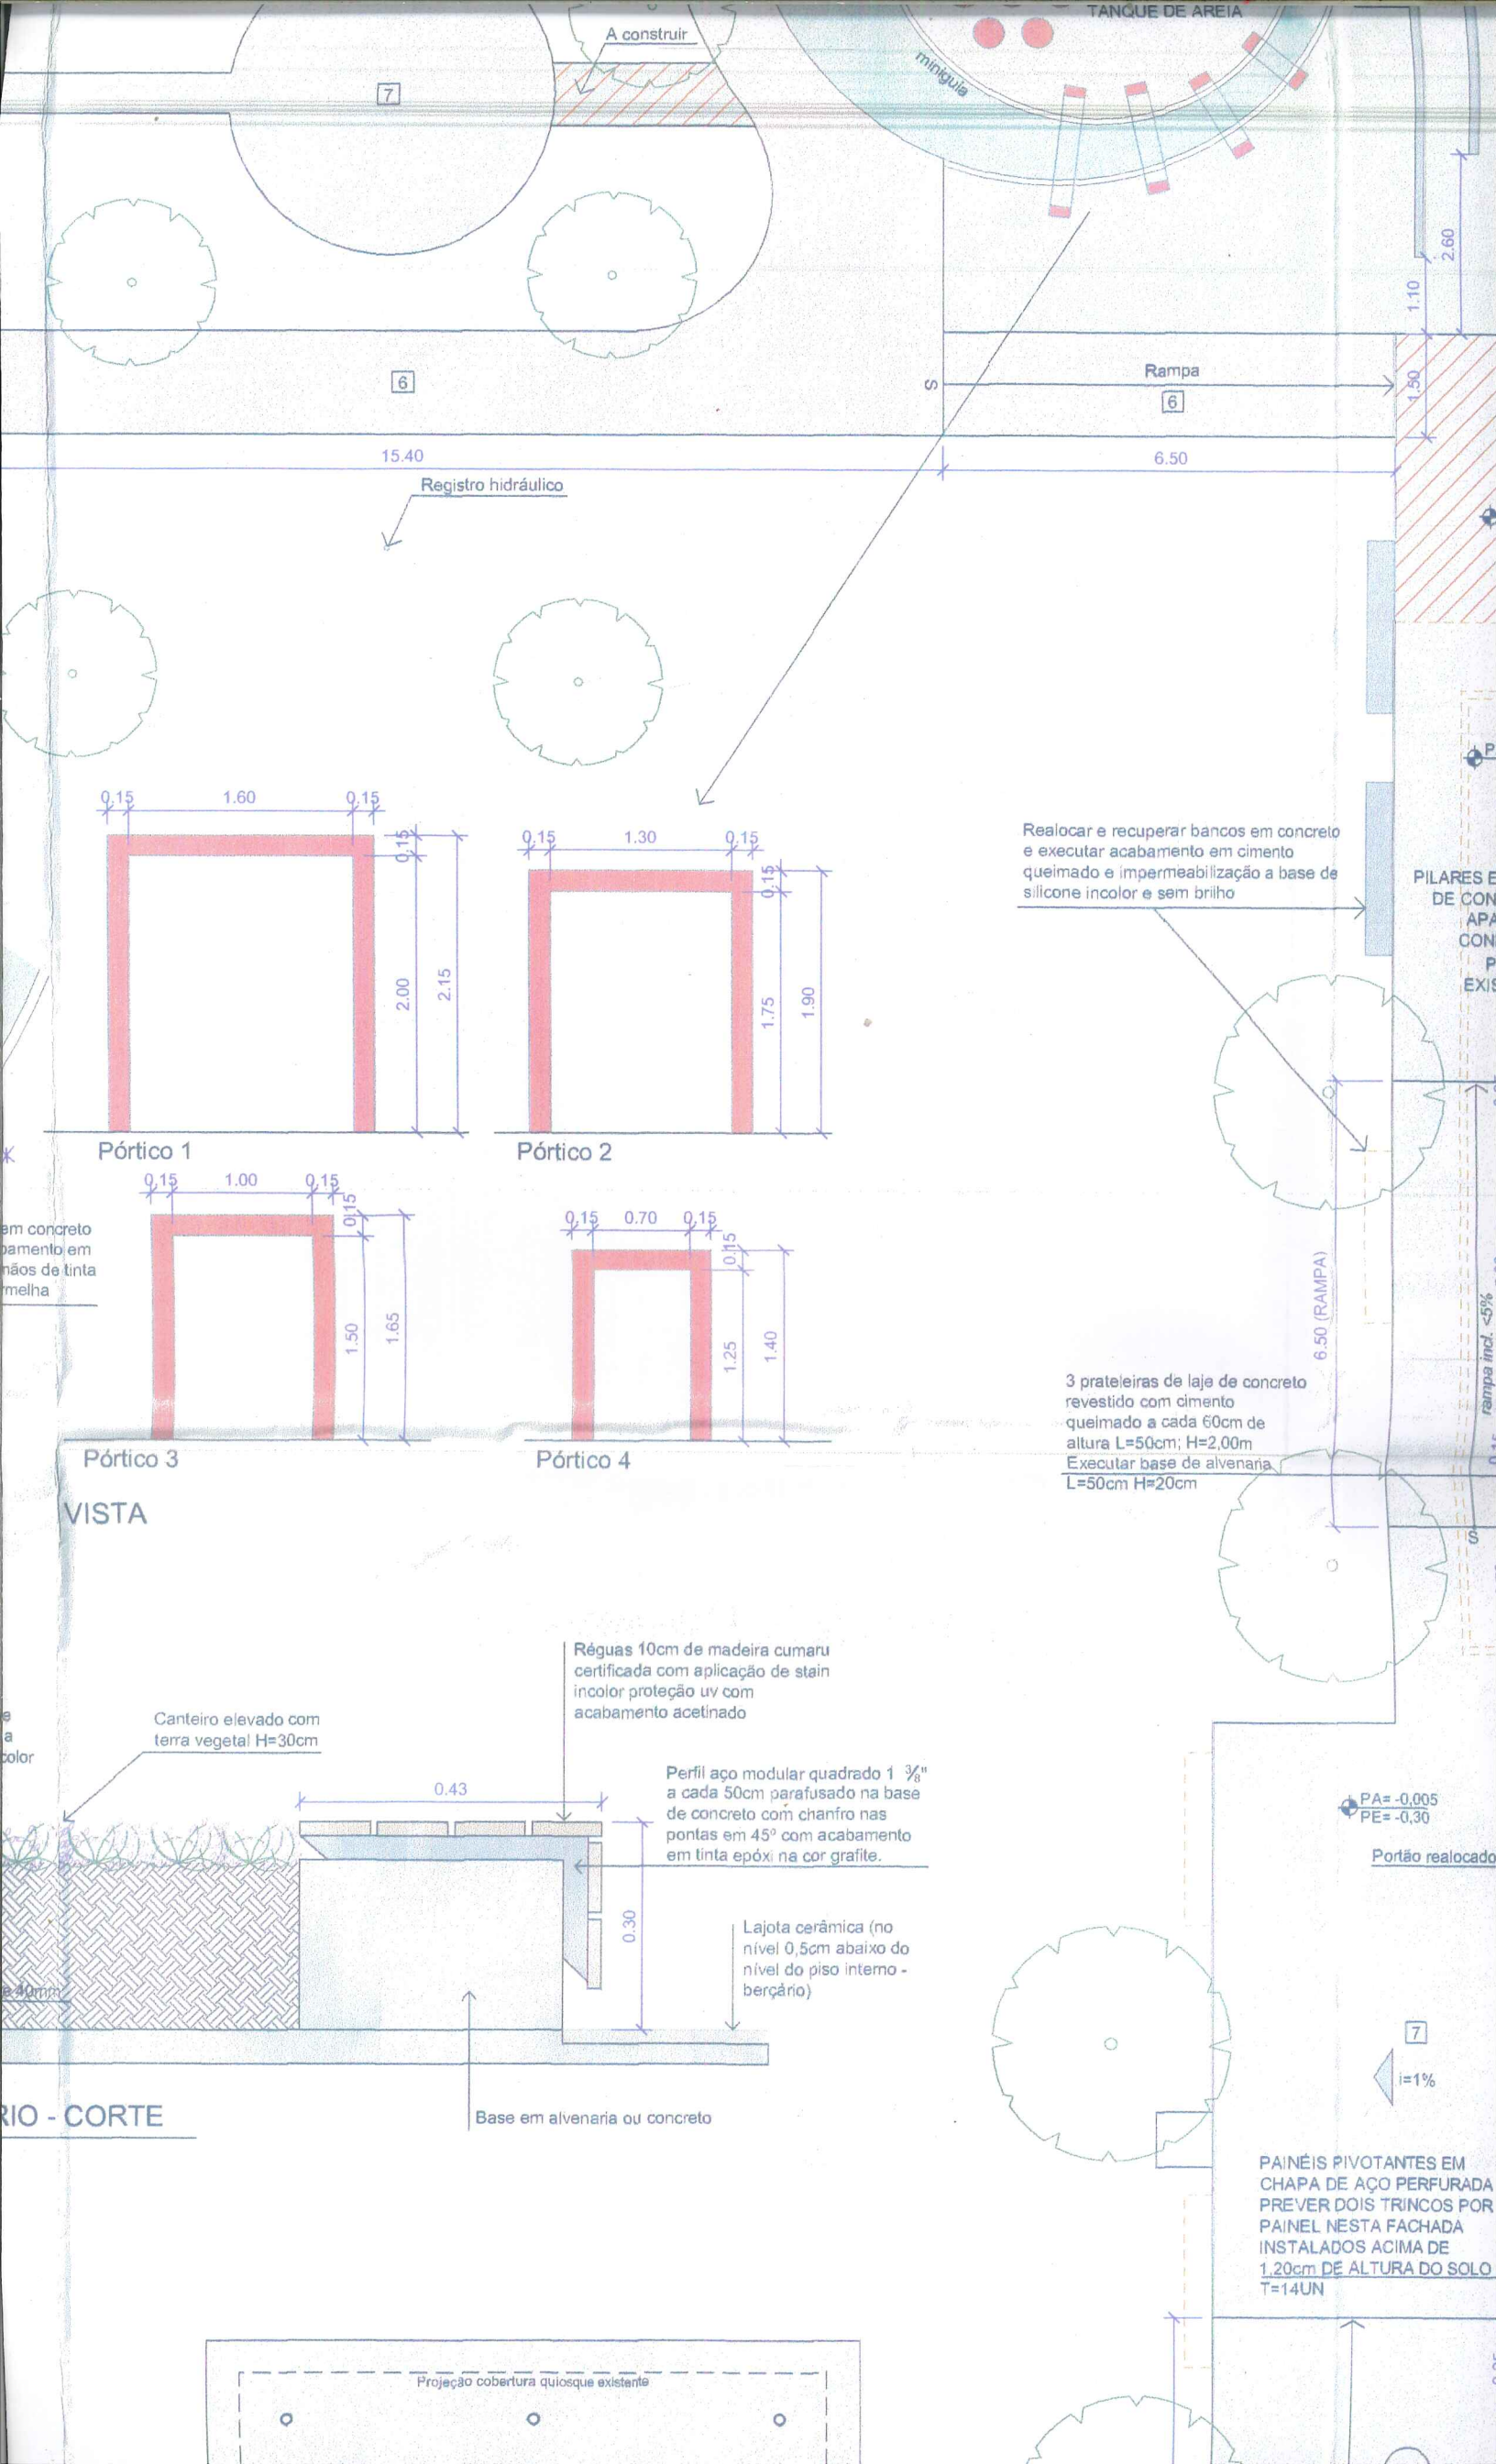 TANQUE DE AREIA
A construir
miniguia
7
2.60
1.10
Rampa
6
S
6
1.50
15.40
6.50
Registro hidráulico
0,15
1.60
0,15
0,15
2.00
2.15
Pórtico 1
0,15
1.30
0,15
0,15
1.75
1.90
Pórtico 2
Realocar e recuperar bancos em concreto
e executar acabamento em cimento
queimado e impermeabilização a base de
silicone incolor e sem brilho
PILARES E
DE CON
APA
CON
P
EXIS
P
0,15
1.00
0,15
0,15
1.50
1.65
Pórtico 3
0,15
0.70
0,15
0,15
1.25
1.40
Pórtico 4
em concreto
bamento em
mãos de tinta
rmelha
VISTA
6.50 (RAMPA)
rampa incl. <5%
S
3 prateleiras de laje de concreto
revestido com cimento
queimado a cada 60cm de
altura L=50cm; H=2,00m
Executar base de alvenaria
L=50cm H=20cm
Réguas 10cm de madeira cumaru
certificada com aplicação de stain
incolor proteção uv com
acabamento acetinado
Canteiro elevado com
terra vegetal H=30cm
e
a
color
0.43
Perfil aço modular quadrado 1 3/8"
a cada 50cm parafusado na base
de concreto com chanfro nas
pontas em 45º com acabamento
em tinta epóxi na cor grafite.
0.30
Lajota cerâmica (no
nível 0,5cm abaixo do
nível do piso interno -
berçário)
e 40mm
RIO - CORTE
Base em alvenaria ou concreto
PA= -0,005
PE= -0,30
Portão realocado
7
i=1%
PAINÉIS PIVOTANTES EM
CHAPA DE AÇO PERFURADA
PREVER DOIS TRINCOS POR
PAINEL NESTA FACHADA
INSTALADOS ACIMA DE
1,20cm DE ALTURA DO SOLO
T=14UN
Projeção cobertura quiosque existente